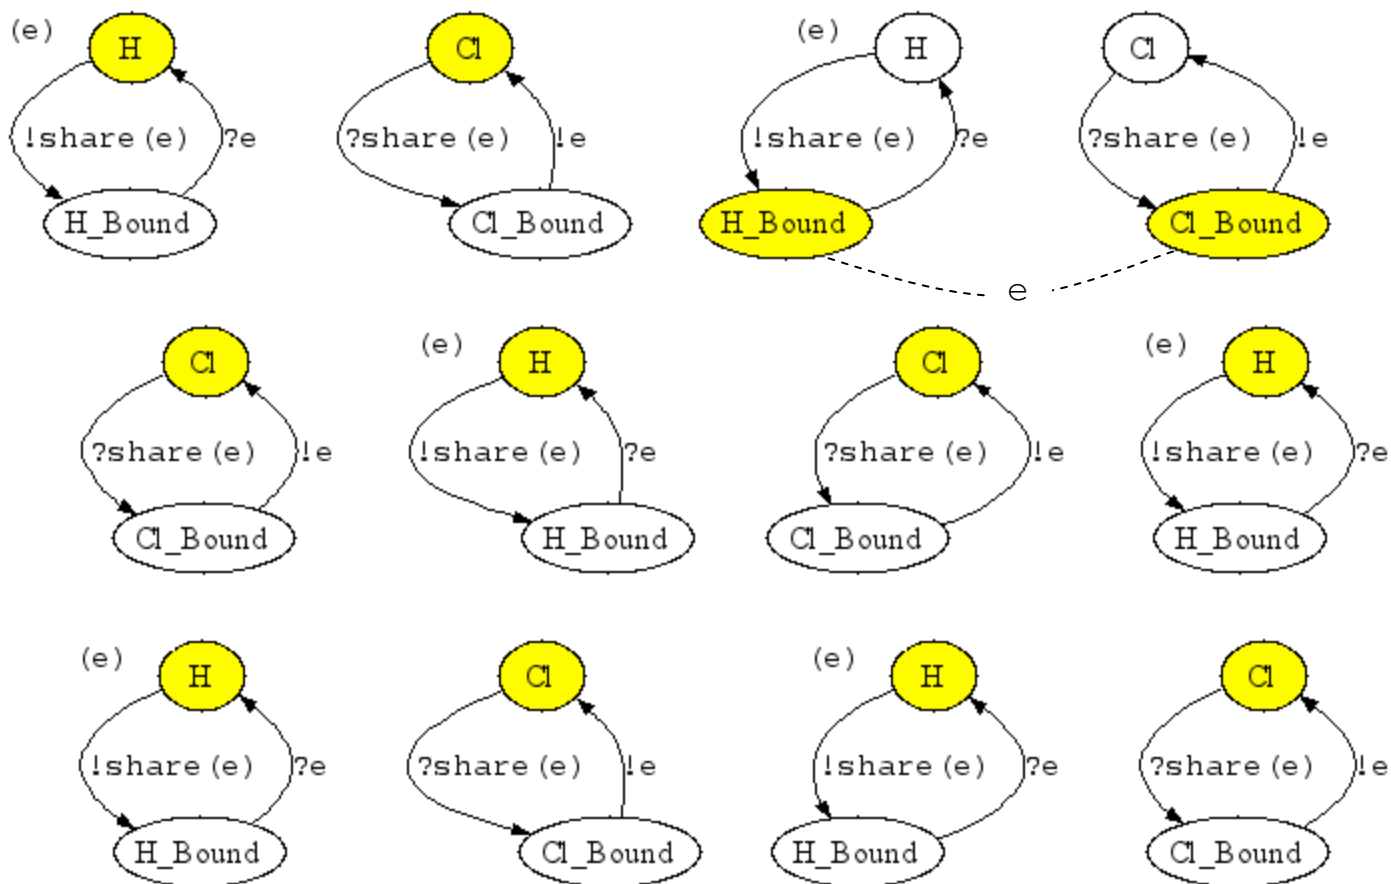 (e) H Cl (e) H Cl
!share(e) ?e ?share(e) !e !share(e) ?e ?share(e) !e
H_Bound Cl_Bound H_Bound Cl_Bound
e
Cl (e) H Cl (e) H
?share(e) !e !share(e) ?e ?share(e) !e !share(e) ?e
Cl_Bound H_Bound Cl_Bound H_Bound
(e) H Cl (e) H Cl
!share(e) ?e ?share(e) !e !share(e) ?e ?share(e) !e
H_Bound Cl_Bound H_Bound Cl_Bound